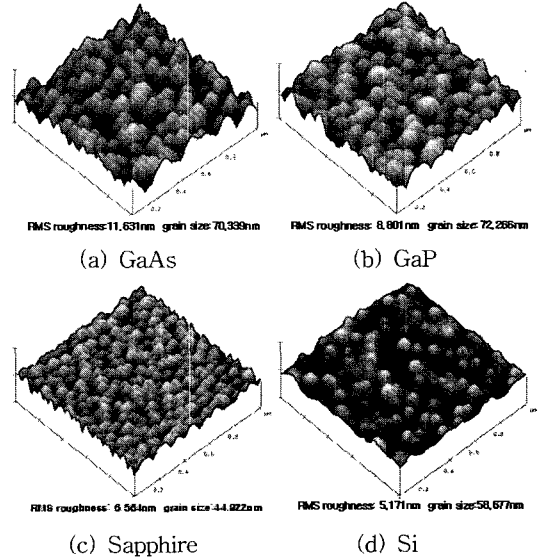 RMS roughness:11,631nm grain size:70,339nm
(a) GaAs
RMS roughness: 8,801nm grain size:72,266nm
(b) GaP
RMS roughness: 6,564nm grain size:44,822nm
(c) Sapphire
RMS roughness: 5,171nm grain size:58,677nm
(d) Si